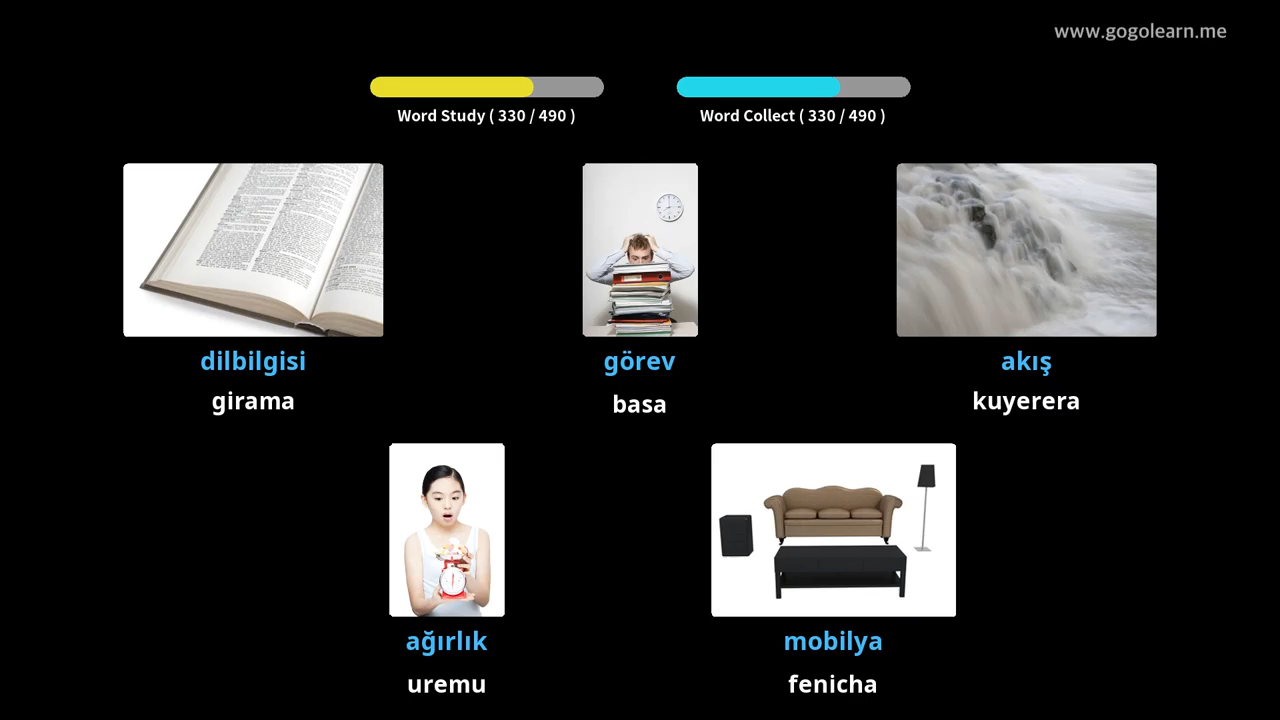 www.gogolearn.me
Word Study ( 330 / 490 )
Word Collect ( 330 / 490 )
dilbilgisi
girama
görev
basa
akış
kuyerera
ağırlık
uremu
mobilya
fenicha